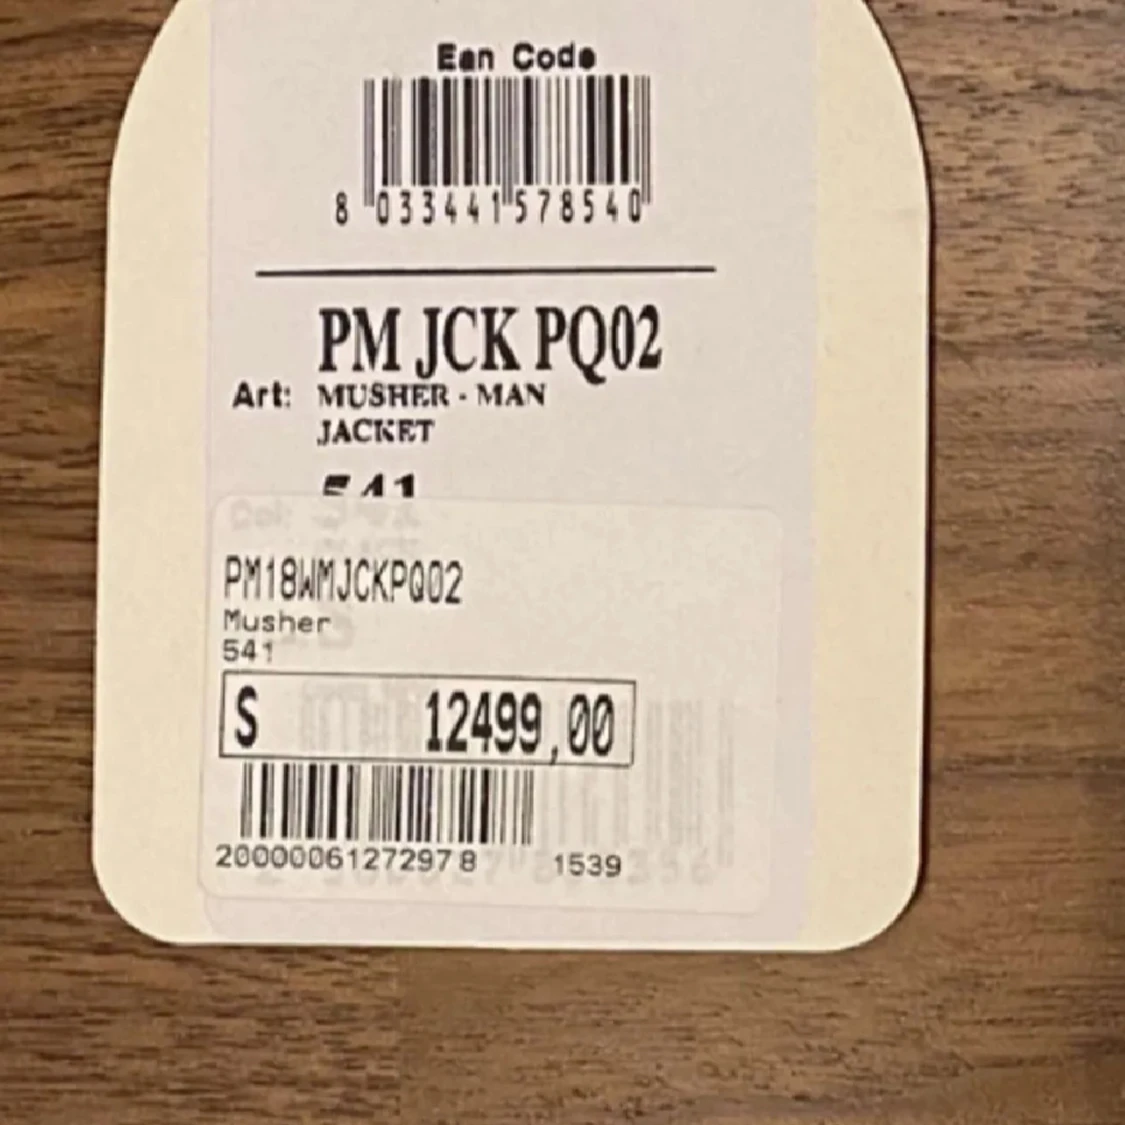 Ean Code
8 033441 578540
PM JCK PQ02
Art: MUSHER - MAN
JACKET
541
PM18WMJCKPQ02
Musher
541
$ 12499,00
20000061272978 1539